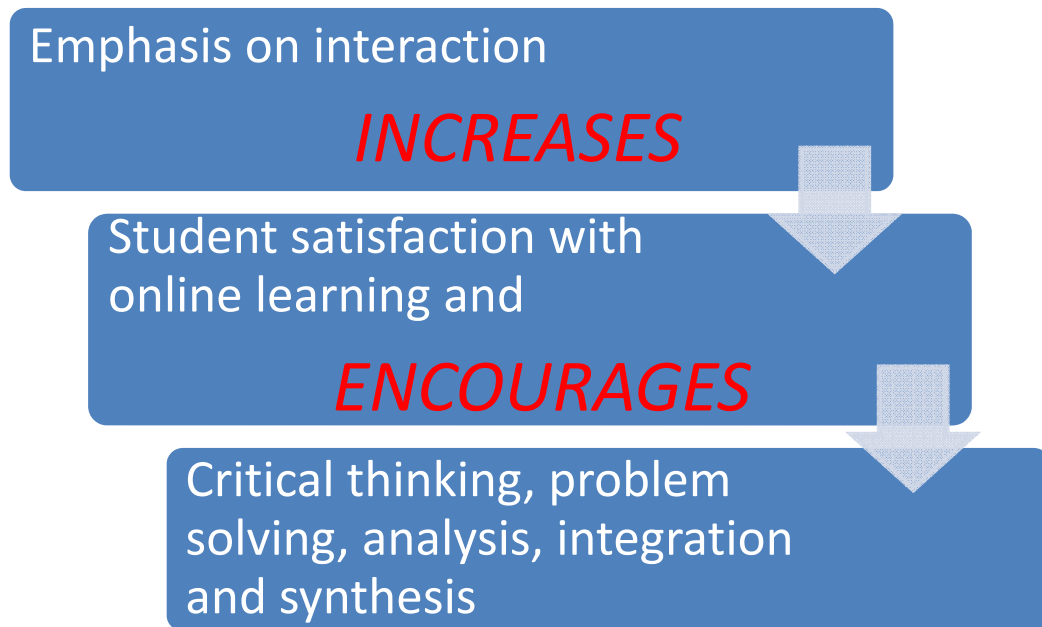 Emphasis on interaction
INCREASES
Student satisfaction with
online learning and
ENCOURAGES
Critical thinking, problem
solving, analysis, integration
and synthesis